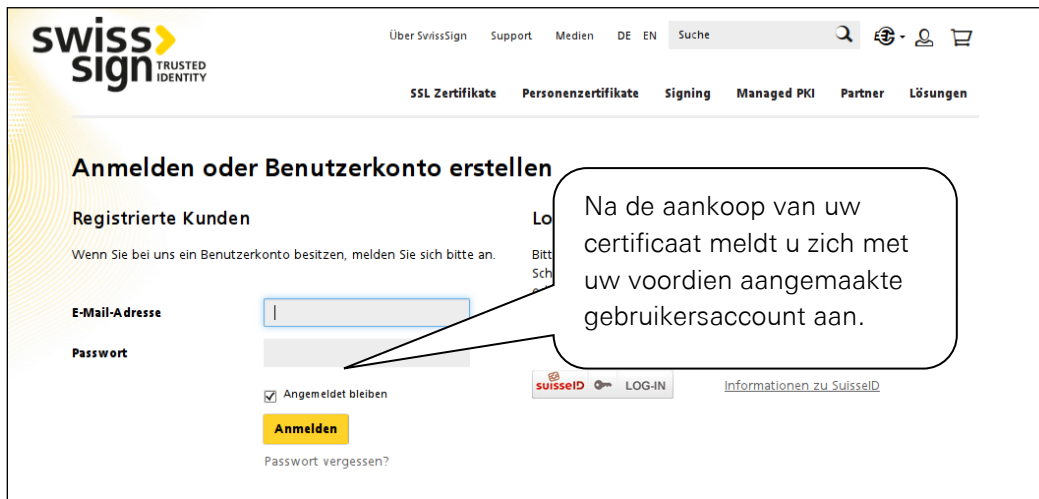 swiss
sign TRUSTED IDENTITY
Über SwissSign Support Medien DE EN Suche
SSL Zertifikate Personenzertifikate Signing Managed PKI Partner Lösungen
Anmelden oder Benutzerkonto erstellen
Registrierte Kunden
Wenn Sie bei uns ein Benutzerkonto besitzen, melden Sie sich bitte an.
E-Mail-Adresse
Passwort
Angemeldet bleiben
Anmelden
Passwort vergessen?
Lo
Bitt
Sch
Na de aankoop van uw
certificaat meldt u zich met
uw voordien aangemaakte
gebruikersaccount aan.
suisseID LOG-IN Informationen zu SuisseID